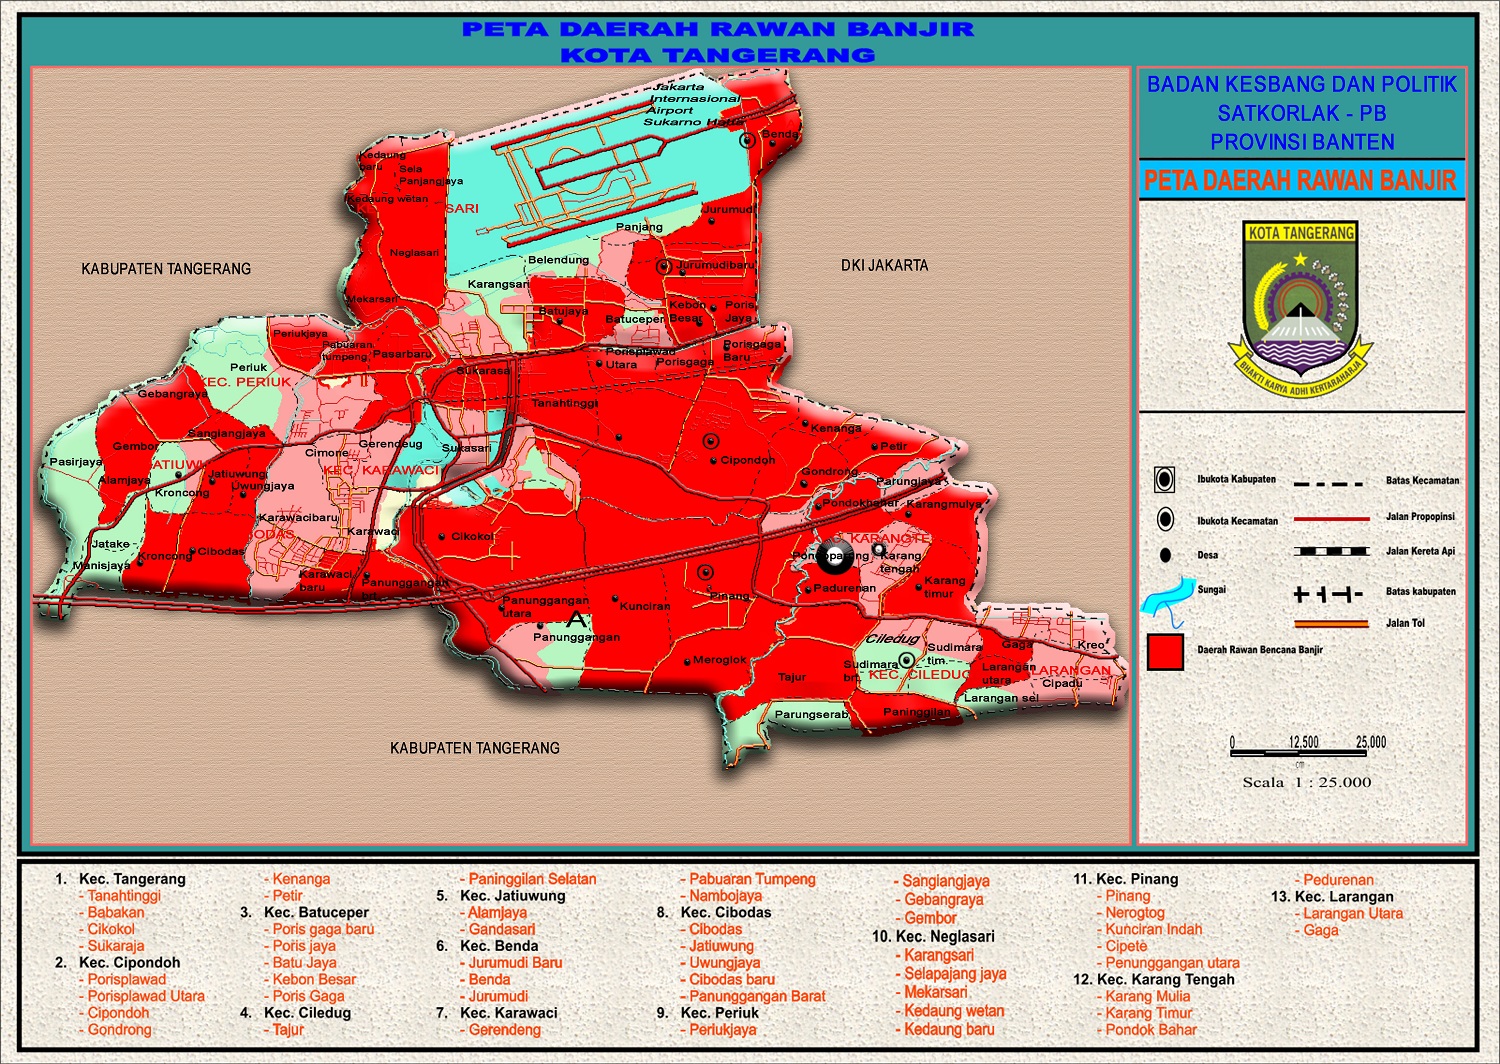 PETA DAERAH RAWAN BANJIR
KOTA TANGERANG
BADAN KESBANG DAN POLITIK
SATKORLAK - PB
PROVINSI BANTEN
PETA DAERAH RAWAN BANJIR
KOTA TANGERANG
BHAKTI KARYA ADHI KERTARAHARJA
Ibukota Kabupaten
Batas Kecamatan
Ibukota Kecamatan
Jalan Propopinsi
Desa
Jalan Kereta Api
Sungai
Batas kabupaten
Jalan Tol
Daerah Rawan Bencana Banjir
0 12,500 25,000
cm
Scala 1 : 25.000
KABUPATEN TANGERANG
DKI JAKARTA
KABUPATEN TANGERANG
Jakarta
Internasional
Airport
Sukarno Hatta
Benda
Kedaung
baru
Sela
Panjangjaya
Kedaung wetan
SARI
Jurumudi
Panjang
Neglasari
Belendung
Jurumudibaru
Karangsari
Mekarsari
Batujaya
Batuceper
Kebon
Besar
Poris
Jaya
Periukjaya
Pabuaran
tumpeng
Pasarbaru
Porisplawad
Utara
Porisgaga
Porisgaga
Baru
Periuk
KEC. PERIUK
Sukarasa
Gebangraya
Tanahtinggi
Sangiangjaya
Kenanga
Gembor
Cimone
Gerendeug
Sukasari
Petir
Pasirjaya
ATIUW
Jatiuwung
KEC. KARAWACI
Cipondoh
Gondrong
Alamjaya
Kroncong
Uwungjaya
Parungjaya
Karawacibaru
Karawaci
Pondokbahar
Karangmulya
ODAS
Cikokol
KARANGTE
Jatake
Kroncong
Cibodas
Karang
tengah
Manisjaya
Karawaci
baru
Panunggangan
brt.
Pinang
Padurenan
Karang
timur
Panunggangan
utara
Kunciran
A
Panunggangan
Ciledug
Sudimara
tim.
Gaga
Kreo
Meroglok
Sudimara
brt.
KEC. CILEDUG
Larangan
utara
LARANGAN
Tajur
Cipadu
Larangan sel
Parungserab
Paninggilan
1. Kec. Tangerang
- Tanahtinggi
- Babakan
- Cikokol
- Sukaraja
2. Kec. Cipondoh
- Porisplawad
- Porisplawad Utara
- Cipondoh
- Gondrong
- Kenanga
- Petir
3. Kec. Batuceper
- Poris gaga baru
- Poris jaya
- Batu Jaya
- Kebon Besar
- Poris Gaga
4. Kec. Ciledug
- Tajur
- Paninggilan Selatan
5. Kec. Jatiuwung
- Alamjaya
- Gandasari
6. Kec. Benda
- Jurumudi Baru
- Benda
- Jurumudi
7. Kec. Karawaci
- Gerendeng
- Pabuaran Tumpeng
- Nambojaya
8. Kec. Cibodas
- Cibodas
- Jatiuwung
- Uwungjaya
- Cibodas baru
- Panunggangan Barat
9. Kec. Periuk
- Perlukjaya
- Sangiangjaya
- Gebangraya
- Gembor
10. Kec. Neglasari
- Karangsari
- Selapajang jaya
- Mekarsari
- Kedaung wetan
- Kedaung baru
11. Kec. Pinang
- Pinang
- Nerogtog
- Kunciran Indah
- Cipete
- Penunggangan utara
12. Kec. Karang Tengah
- Karang Mulia
- Karang Timur
- Pondok Bahar
- Pedurenan
13. Kec. Larangan
- Larangan Utara
- Gaga